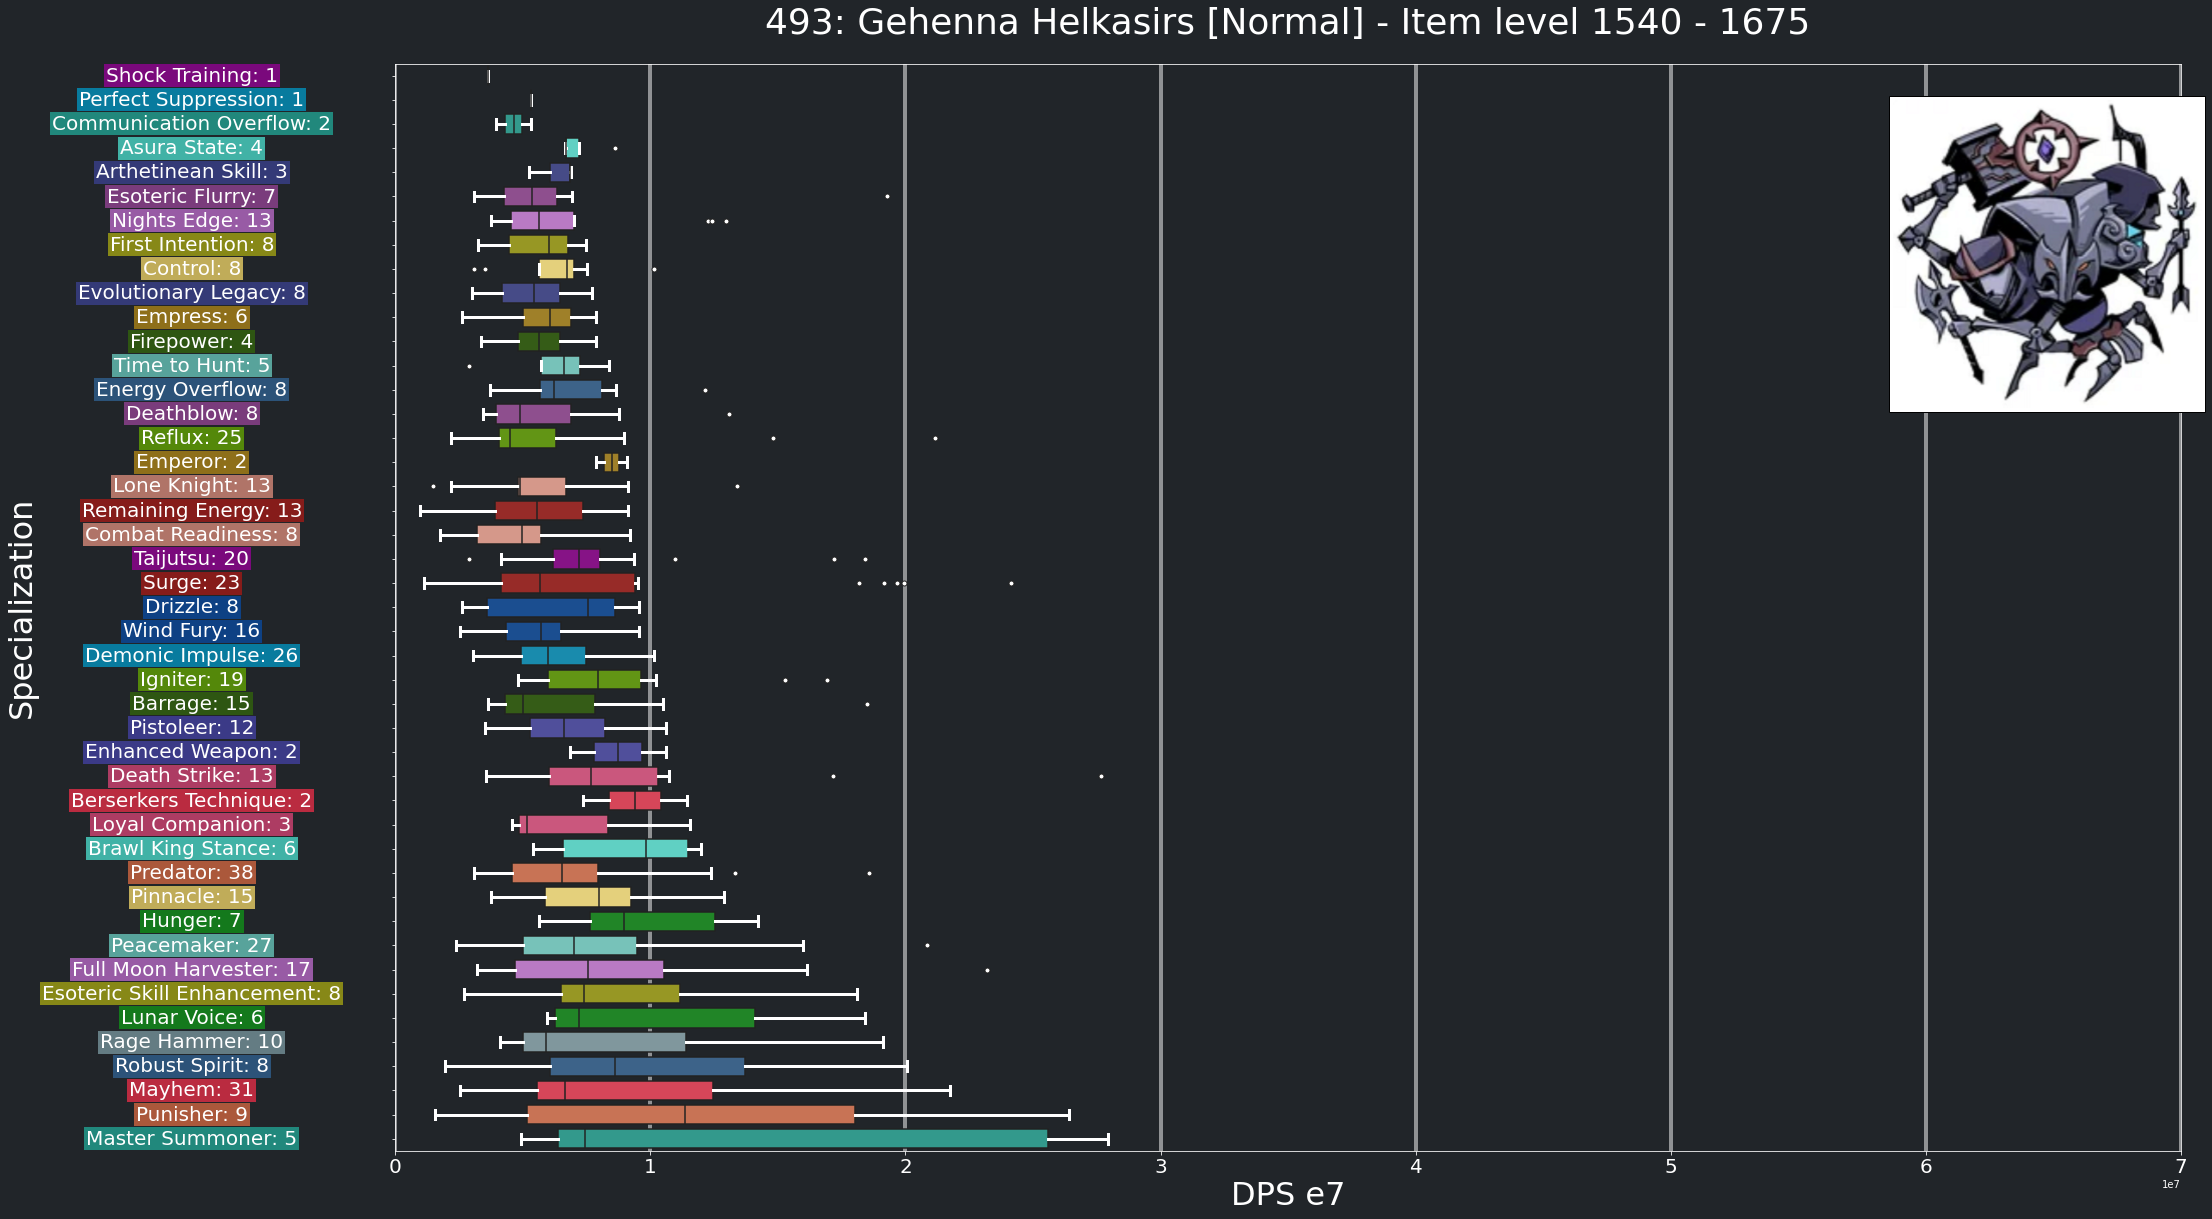 493: Gehenna Helkasirs [Normal] - Item level 1540 - 1675
Shock Training: 1
Perfect Suppression: 1
Communication Overflow: 2
Asura State: 4
Arthetinean Skill: 3
Esoteric Flurry: 7
Nights Edge: 13
First Intention: 8
Control: 8
Evolutionary Legacy: 8
Empress: 6
Firepower: 4
Time to Hunt: 5
Energy Overflow: 8
Deathblow: 8
Reflux: 25
Emperor: 2
Lone Knight: 13
Remaining Energy: 13
Combat Readiness: 8
Taijutsu: 20
Surge: 23
Drizzle: 8
Wind Fury: 16
Demonic Impulse: 26
Igniter: 19
Barrage: 15
Pistoleer: 12
Enhanced Weapon: 2
Death Strike: 13
Berserkers Technique: 2
Loyal Companion: 3
Brawl King Stance: 6
Predator: 38
Pinnacle: 15
Hunger: 7
Peacemaker: 27
Full Moon Harvester: 17
Esoteric Skill Enhancement: 8
Lunar Voice: 6
Rage Hammer: 10
Robust Spirit: 8
Mayhem: 31
Punisher: 9
Master Summoner: 5
Specialization
0 1 2 3 4 5 6 7
1e7
DPS e7